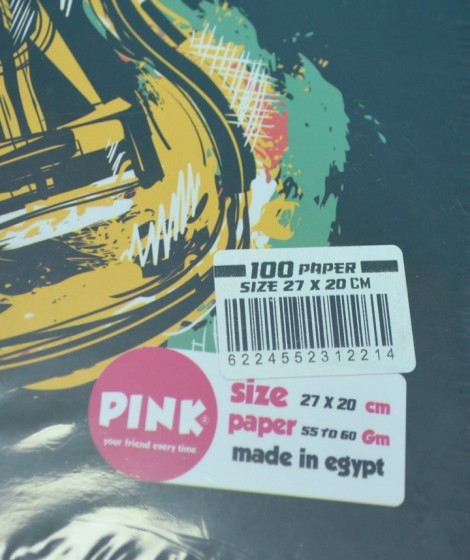 100 PAPER
SIZE 27 X 20 CM
6224552312214
PINK®
your friend every time
size 27 X 20 cm
paper 55 TO 60 Gm
made in egypt